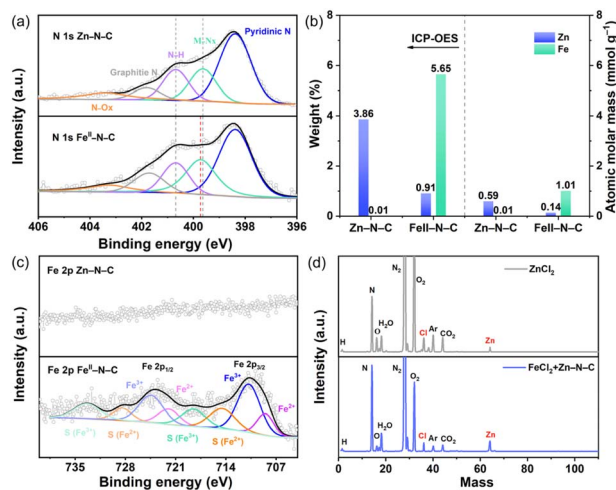 (a)
N 1s Zn–N–C
Pyridinic N
M-Nx
N-H
Graphitie N
N-Ox
N 1s Feᴵᴵ–N–C
Intensity (a.u.)
406 404 402 400 398 396
Binding energy (eV)
(b)
Zn
Fe
ICP-OES
3.86
0.01
0.91
5.65
0.59
0.01
0.14
1.01
8
6
4
2
0
Weight (%)
8
6
4
2
0
Atomic molar mass (mmol g⁻¹)
Zn–N–C FeII–N–C Zn–N–C FeII–N–C
(c)
Fe 2p Zn–N–C
Fe 2p Feᴵᴵ–N–C
Fe 2p₁/₂
Fe 2p₃/₂
Fe³⁺
Fe²⁺
Fe³⁺
Fe²⁺
S (Fe³⁺)
S (Fe²⁺)
S (Fe³⁺)
S (Fe²⁺)
Intensity (a.u.)
735 728 721 714 707
Binding energy (eV)
(d)
ZnCl₂
H
N
O
H₂O
N₂
O₂
Cl
Ar
CO₂
Zn
FeCl₂+Zn–N–C
H
N
O
H₂O
N₂
O₂
Cl
Ar
CO₂
Zn
Intensity (a.u.)
0 20 40 60 80 100
Mass